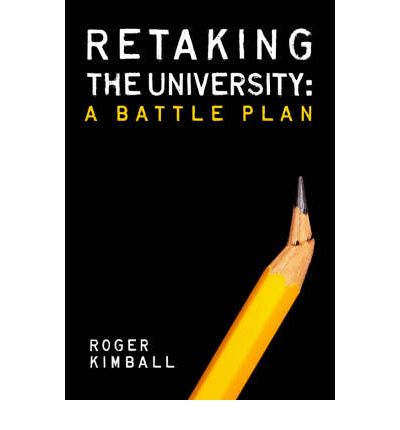 RETAKING
THE UNIVERSITY:
A BATTLE PLAN
ROGER
KIMBALL